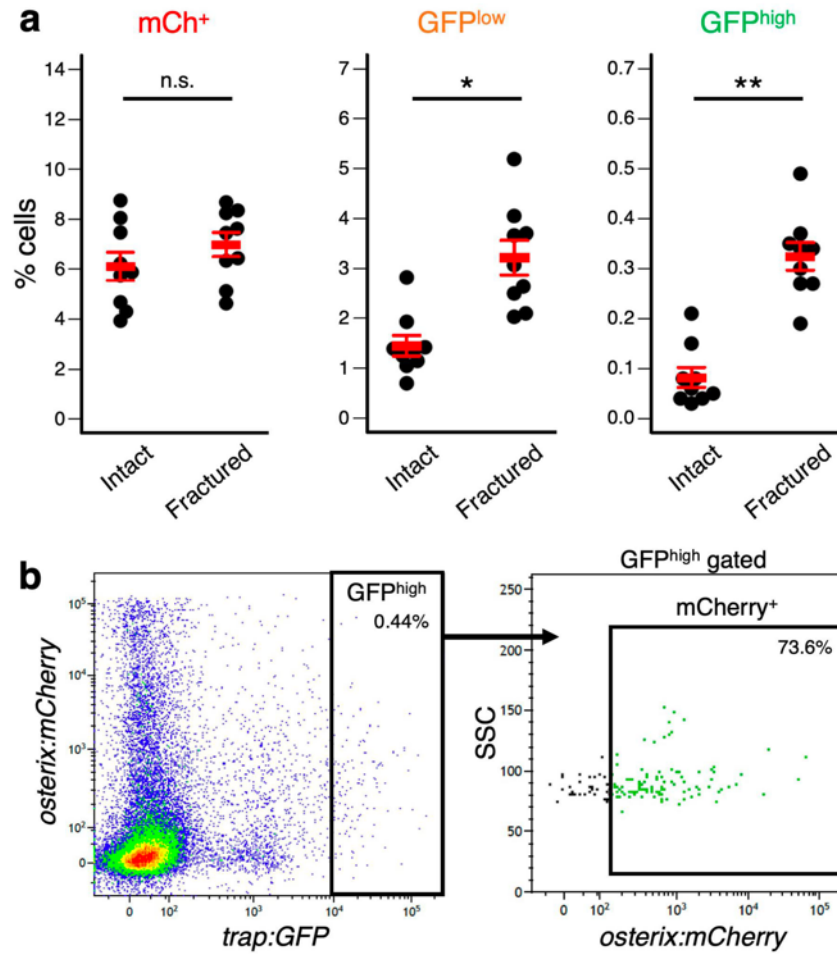 a
mCh⁺ GFPˡᵒʷ GFPʰⁱᵍʰ
14 7 0.7
n.s. * **
12 6 0.6
10 5 0.5
8 4 0.4
6 3 0.3
4 2 0.2
2 1 0.1
0 0 0.0
% cells
Intact Fractured Intact Fractured Intact Fractured
b
GFPʰⁱᵍʰ gated
GFPʰⁱᵍʰ
0.44%
mCherry⁺
73.6%
10⁵
10⁴
10³
10²
0
osterix:mCherry
0 10² 10³ 10⁴ 10⁵
trap:GFP
250
200
150
100
50
0
SSC
0 10² 10³ 10⁴ 10⁵
osterix:mCherry